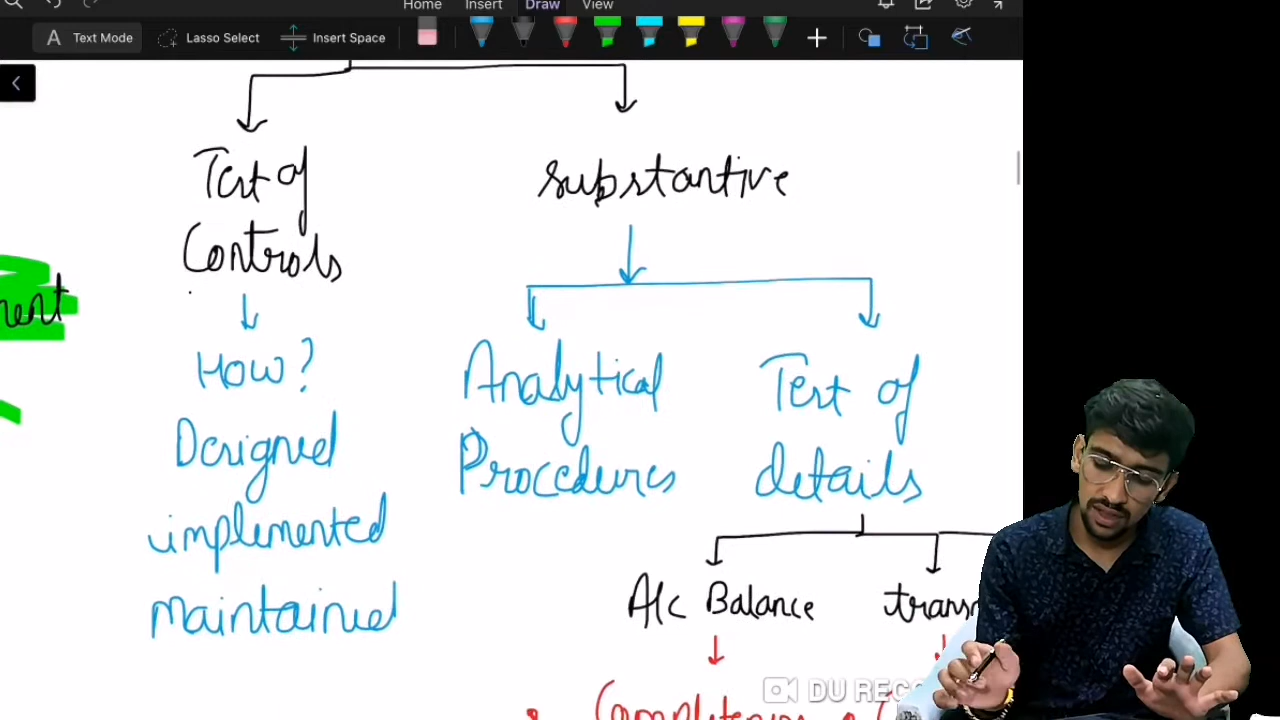 Home Insert Draw View
Text Mode Lasso Select Insert Space
Test of
Controls
substantive
How?
Designed
implemented
Maintained
Analytical
Procedures
Test of
details
A/c Balance
DU REC